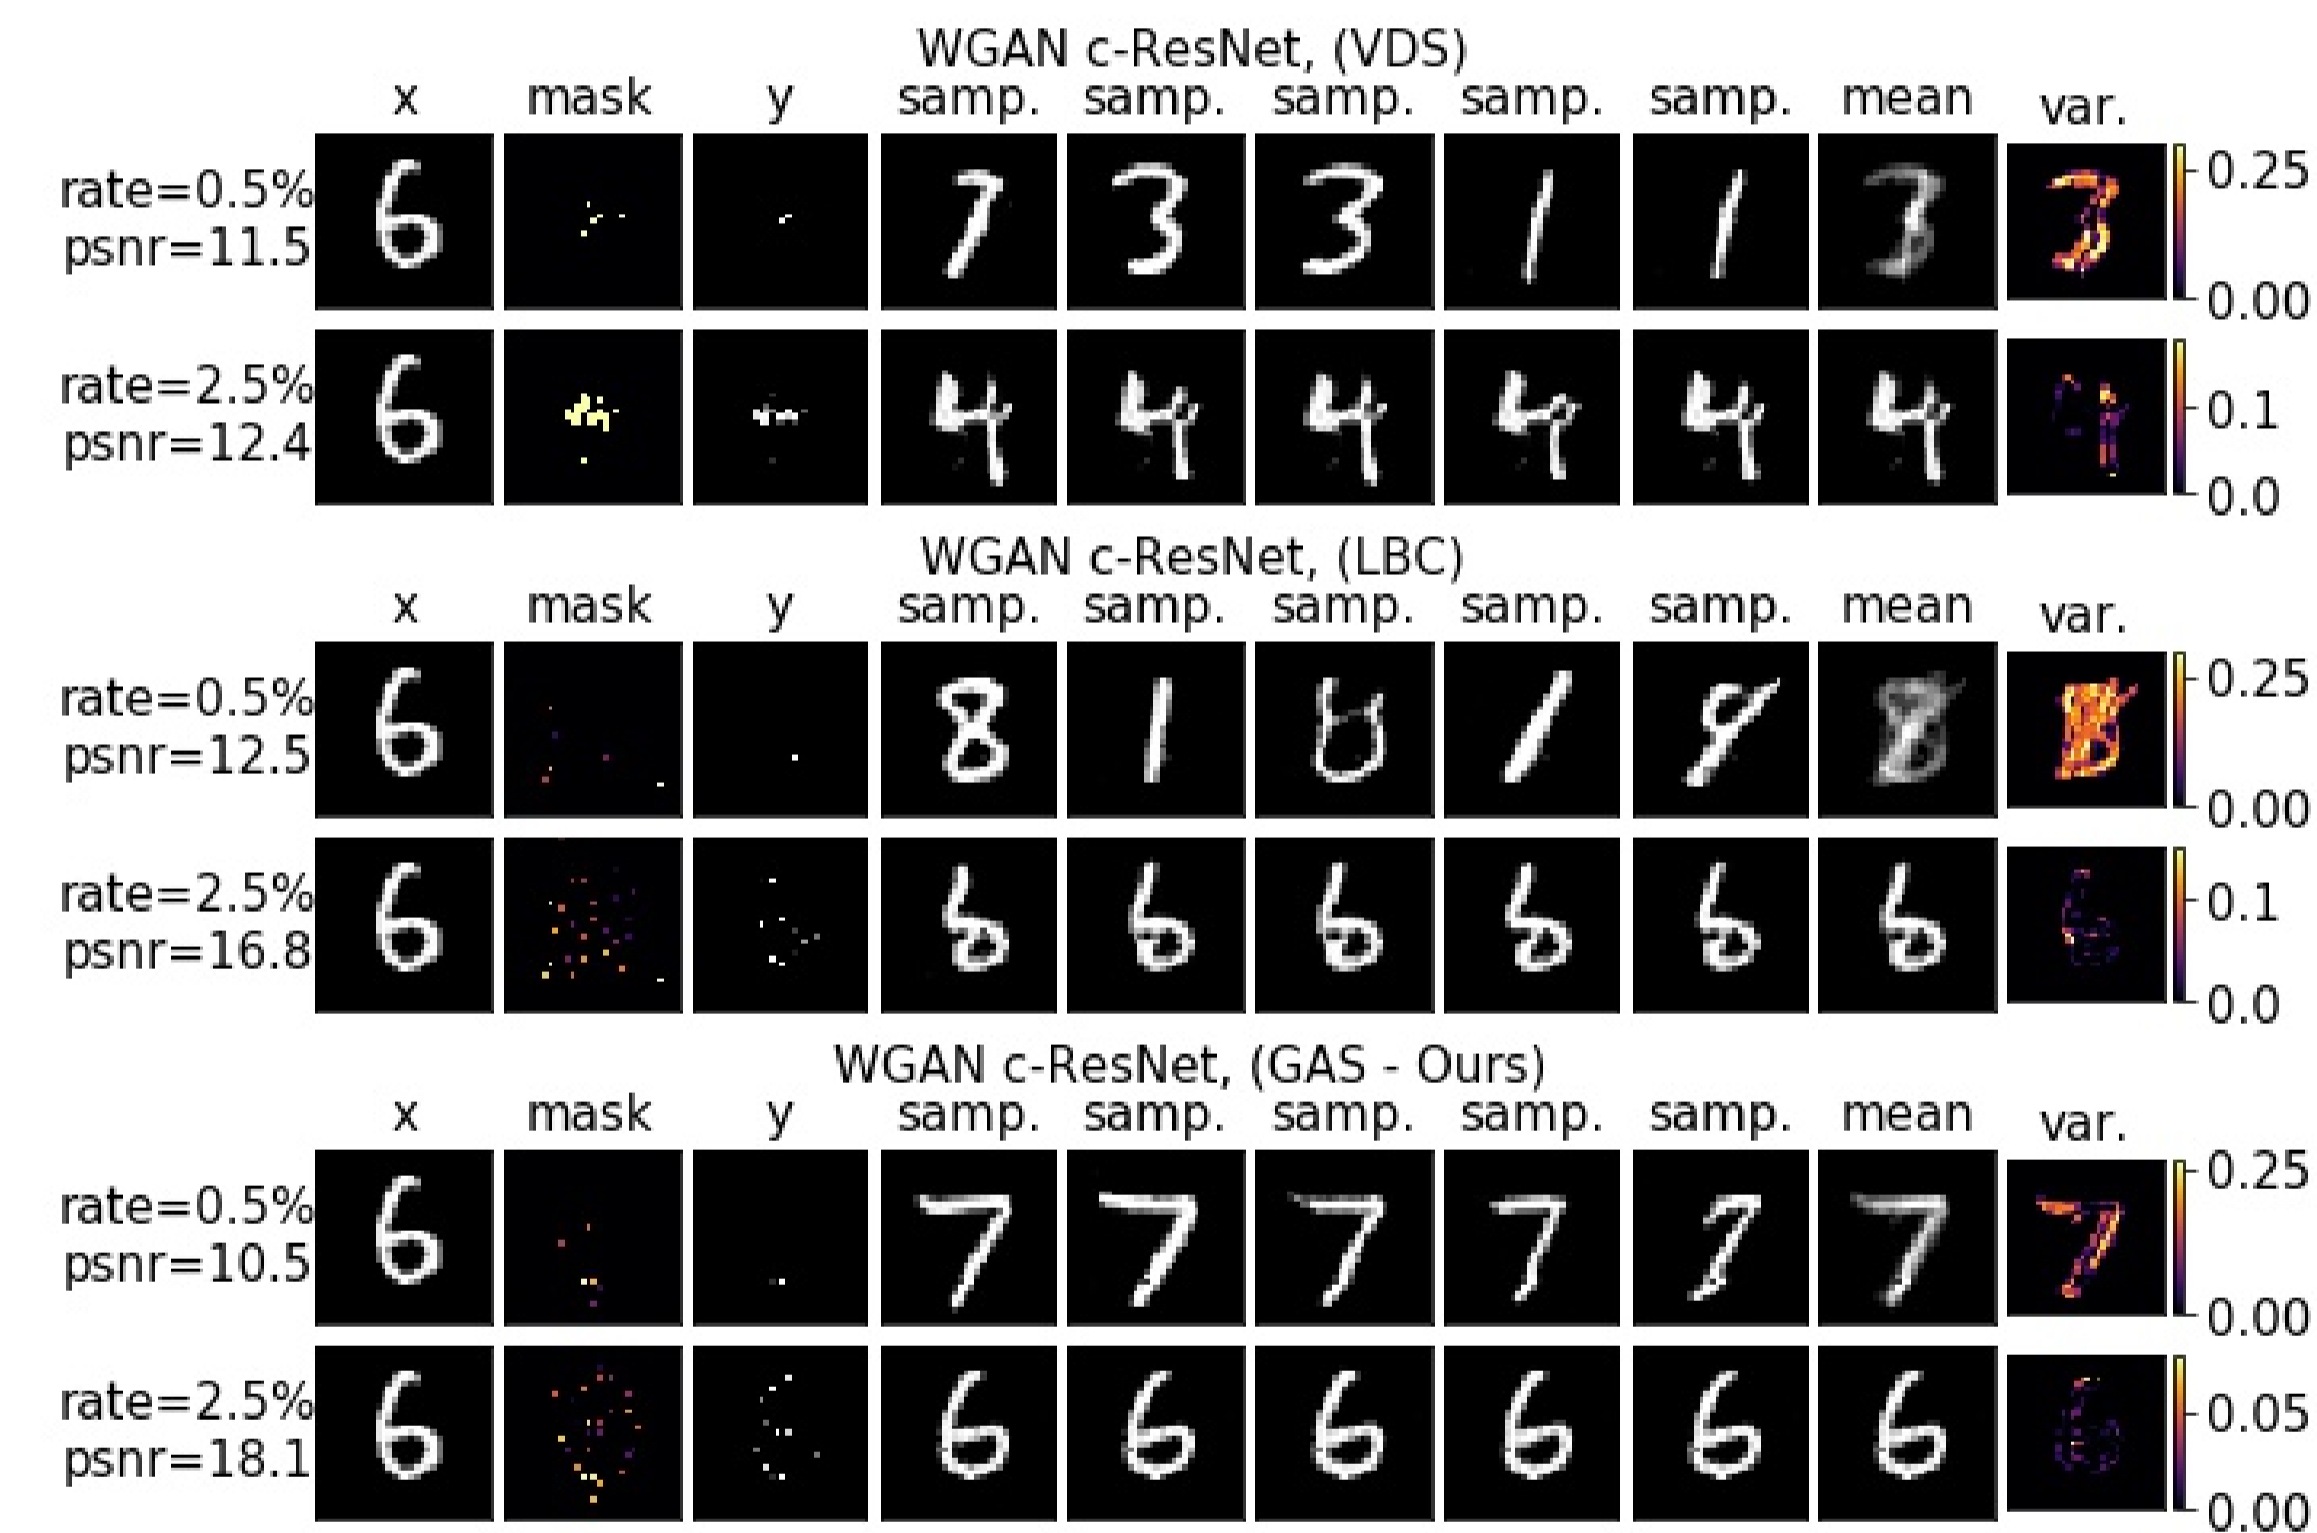 WGAN c-ResNet, (VDS)
x mask y samp. samp. samp. samp. samp. mean var.
rate=0.5%
psnr=11.5
0.25
0.00
rate=2.5%
psnr=12.4
0.1
0.0
WGAN c-ResNet, (LBC)
x mask y samp. samp. samp. samp. samp. mean var.
rate=0.5%
psnr=12.5
0.25
0.00
rate=2.5%
psnr=16.8
0.1
0.0
WGAN c-ResNet, (GAS - Ours)
x mask y samp. samp. samp. samp. samp. mean var.
rate=0.5%
psnr=10.5
0.25
0.00
rate=2.5%
psnr=18.1
0.05
0.00